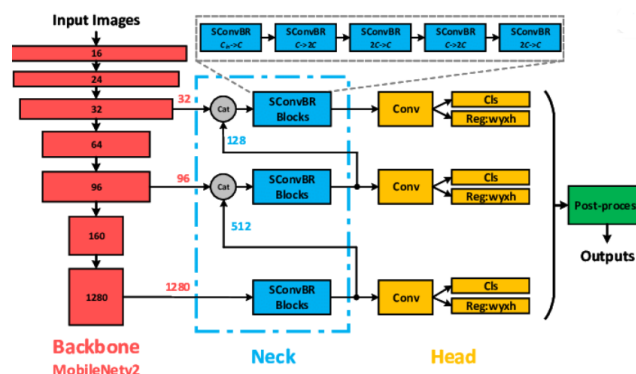 Input Images
16
24
32
64
96
160
1280
Backbone
MobileNetv2
SConvBR
Cin->C
SConvBR
C->2C
SConvBR
2C->C
SConvBR
C->2C
SConvBR
2C->C
32
Cat
SConvBR
Blocks
128
96
Cat
SConvBR
Blocks
512
1280
SConvBR
Blocks
Neck
Conv
Cls
Reg:wyxh
Conv
Cls
Reg:wyxh
Conv
Cls
Reg:wyxh
Head
Post-proces
Outputs